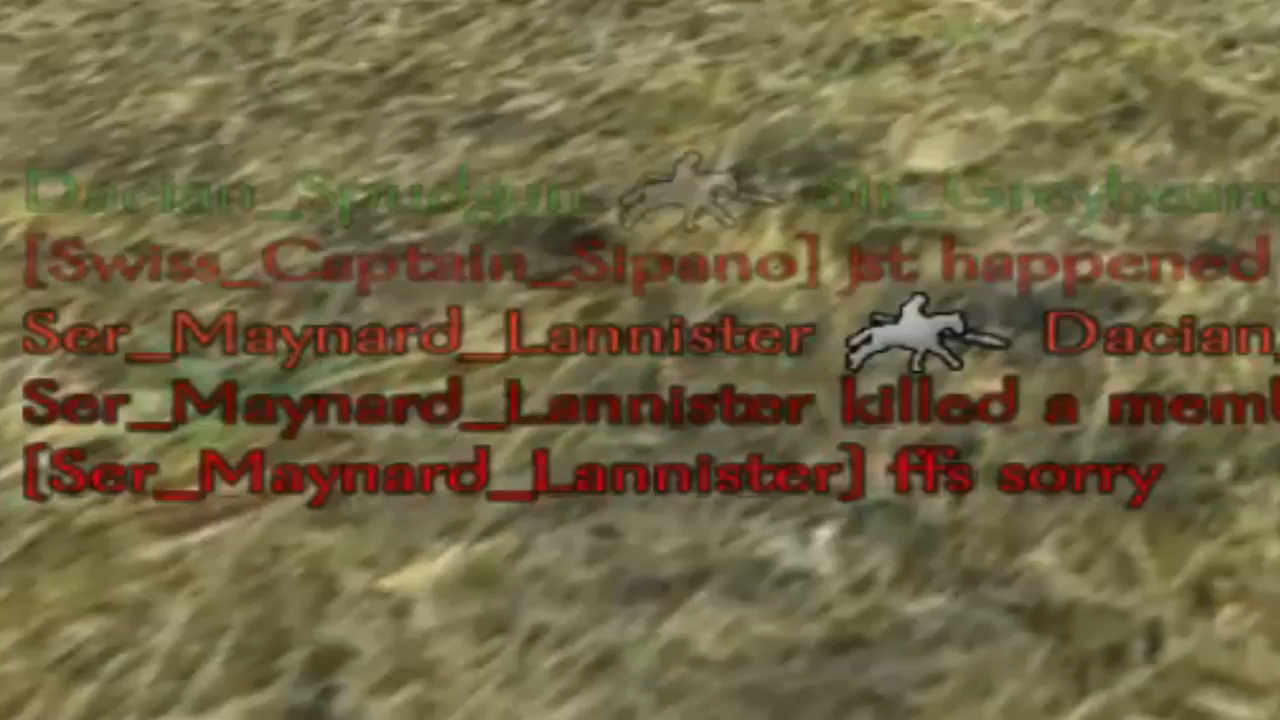 Dacian_Spudgun Sir_Greybeard
[Swiss_Captain_Sipano] jst happened
Ser_Maynard_Lannister Dacian_
Ser_Maynard_Lannister killed a memb
[Ser_Maynard_Lannister] ffs sorry